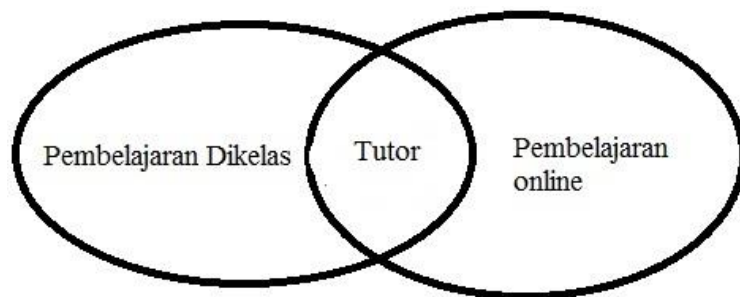 Pembelajaran Dikelas
Tutor
Pembelajaran
online